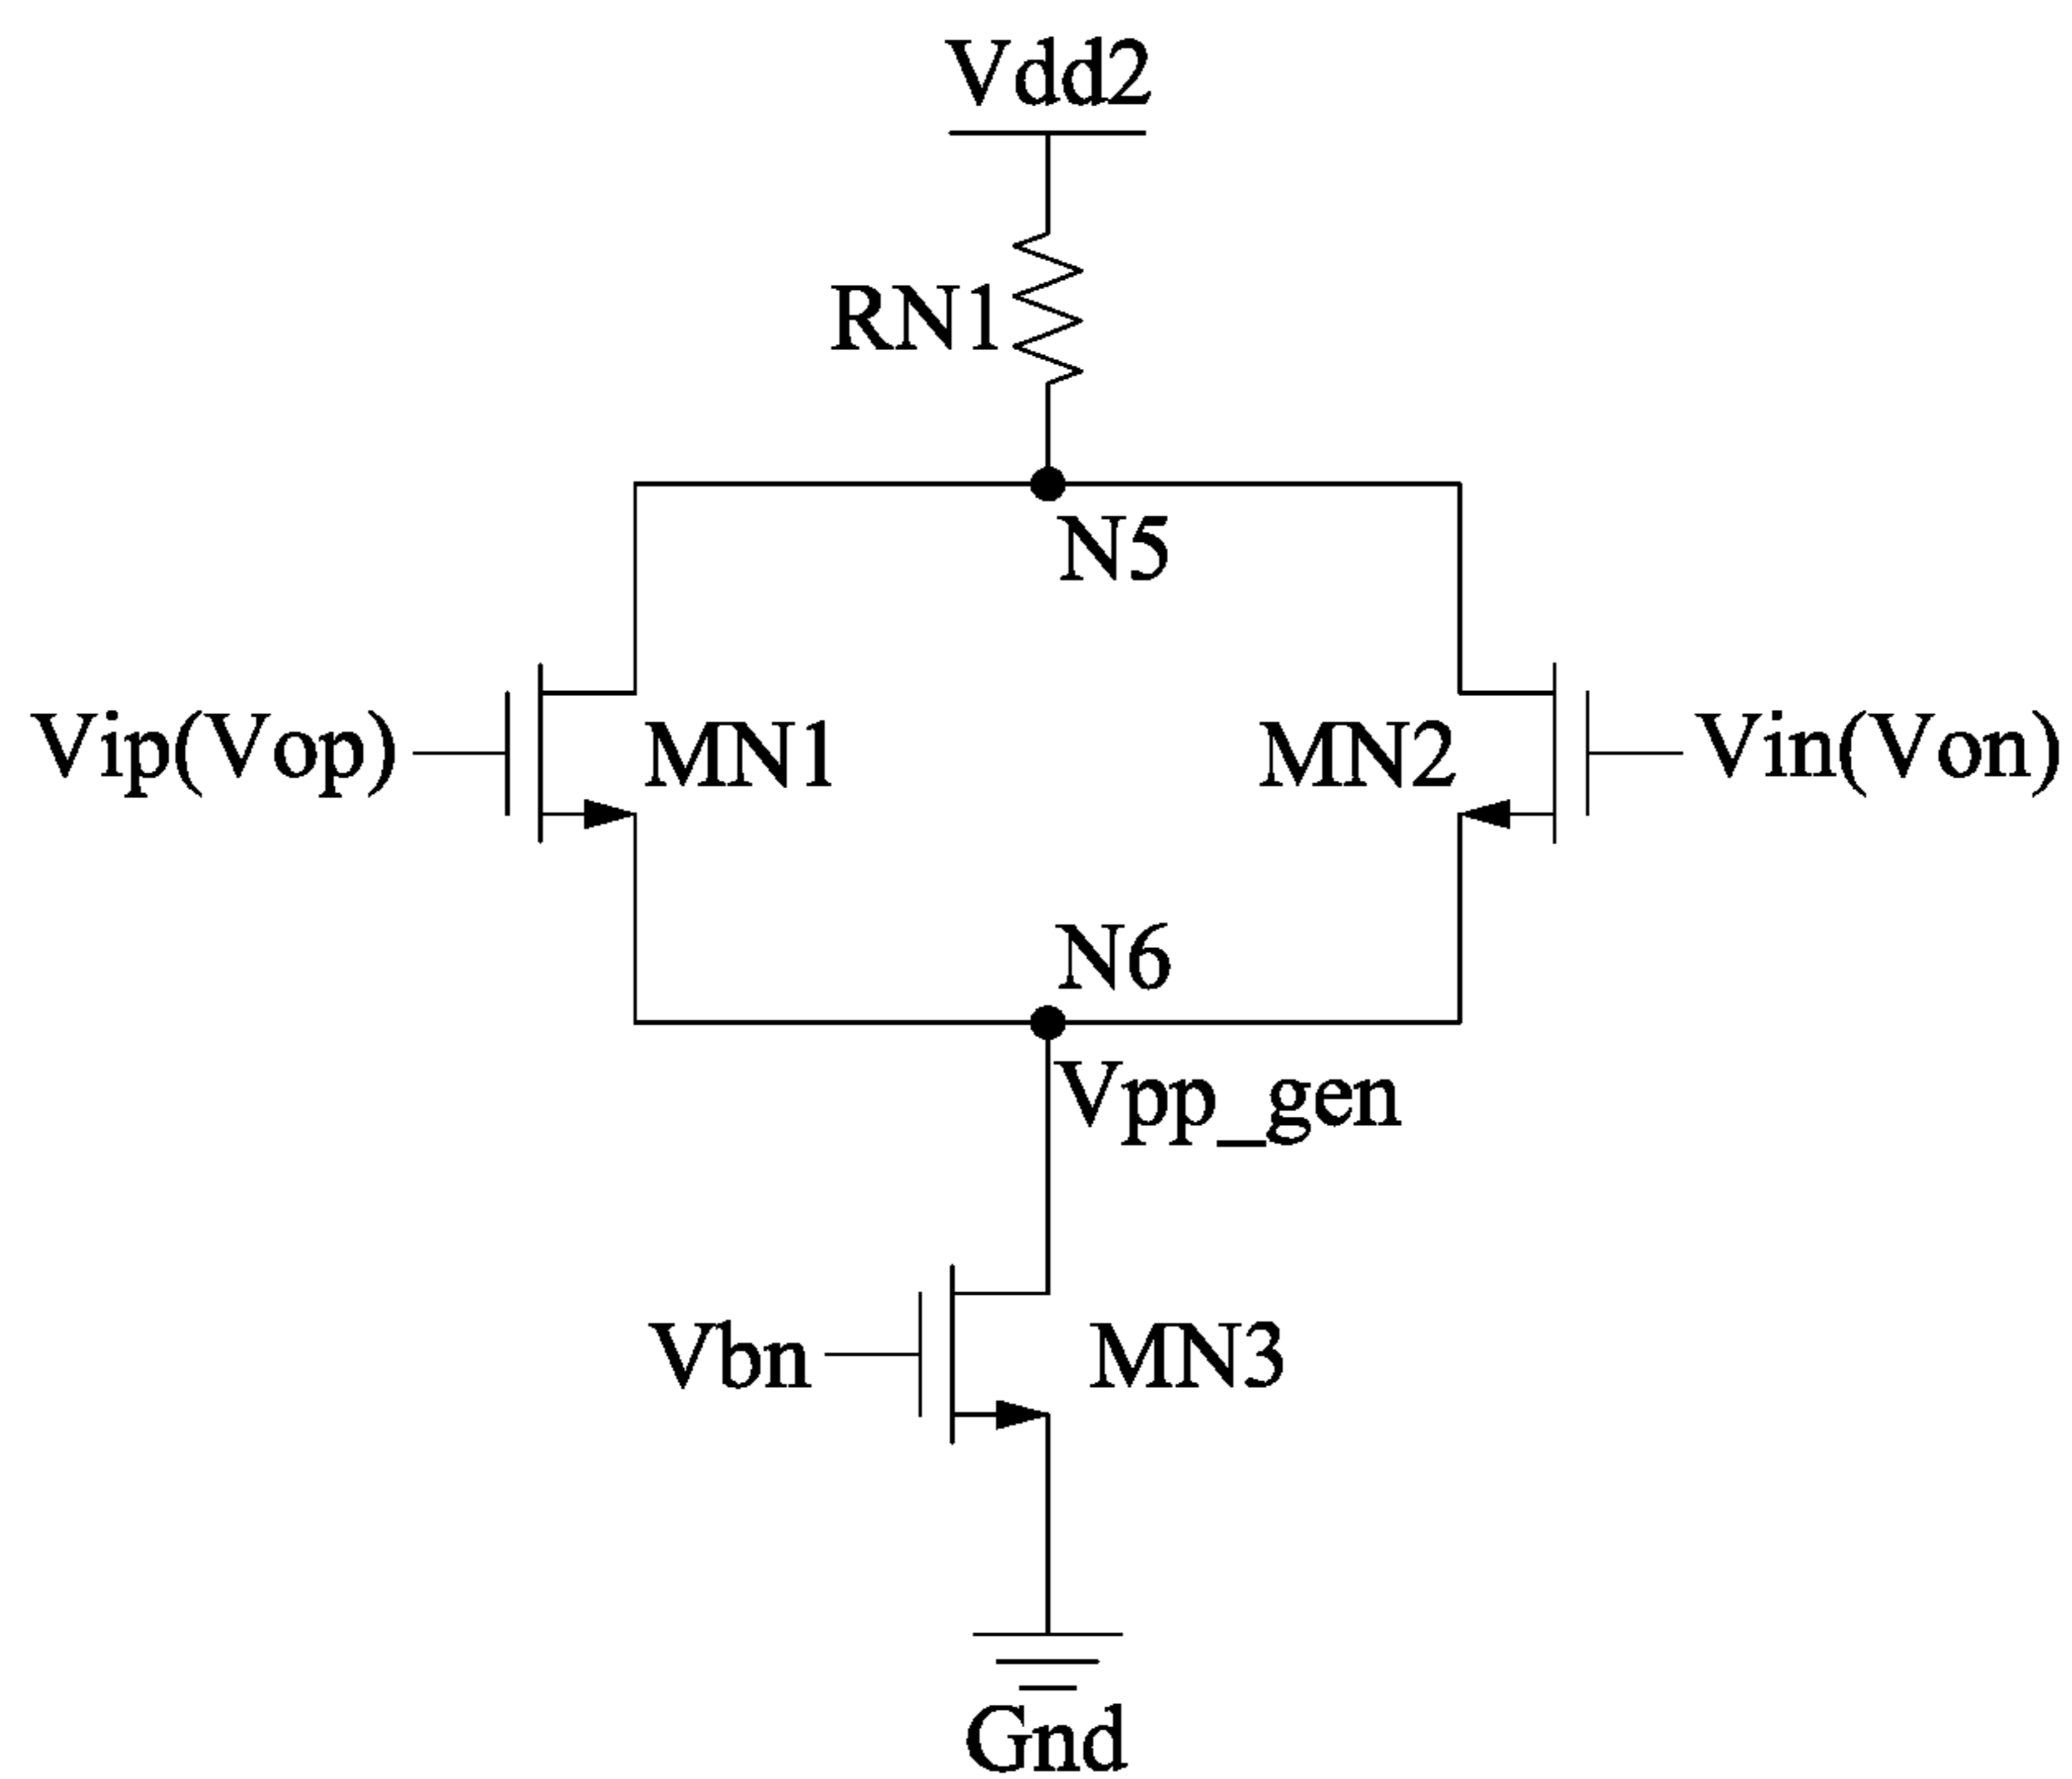 Vdd2
RN1
N5
Vip(Vop)
MN1
MN2
Vin(Von)
N6
Vpp_gen
Vbn
MN3
Gnd